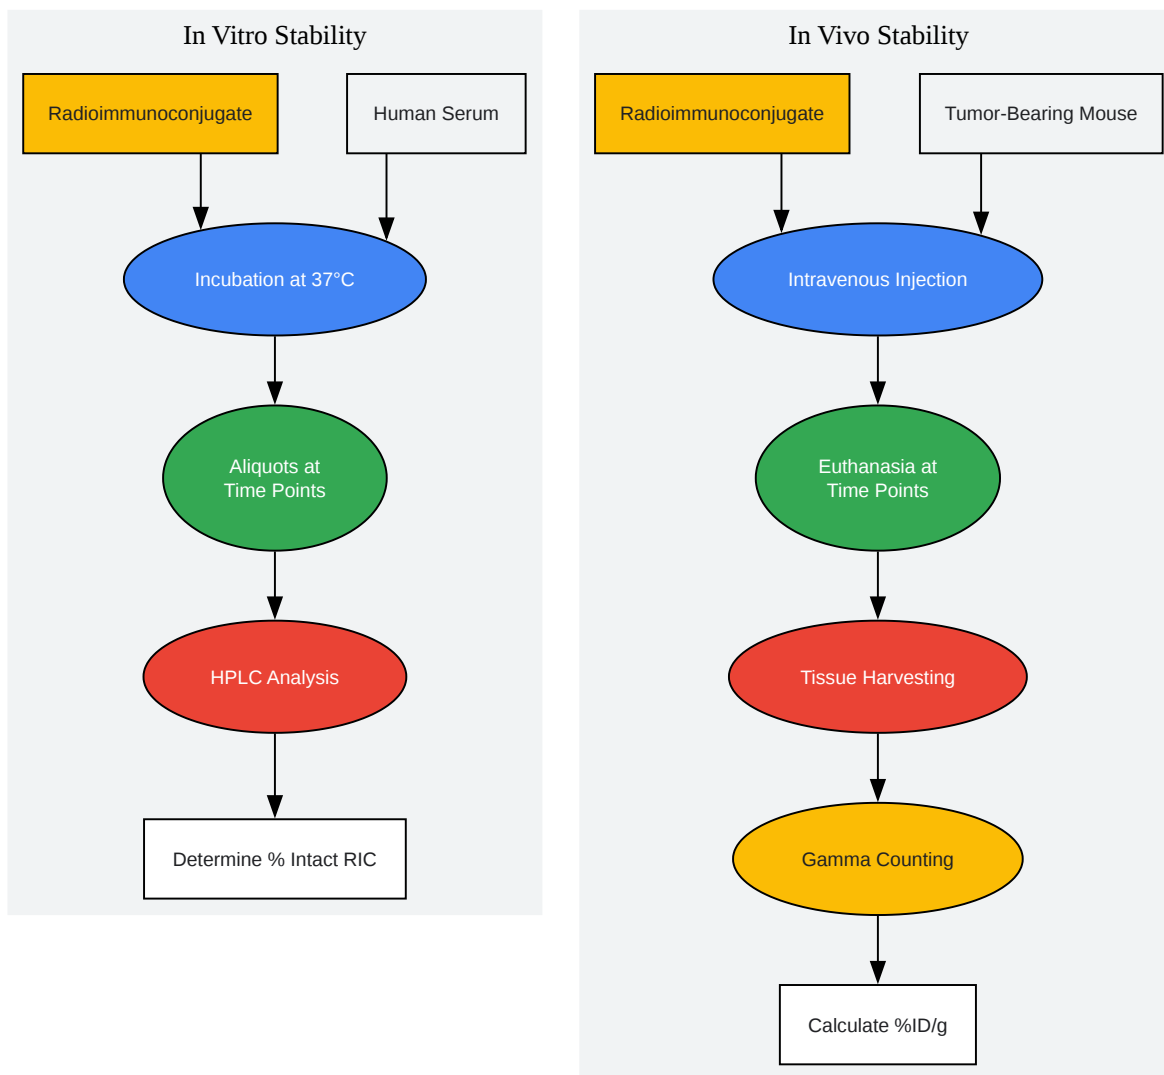 In Vitro Stability
Radioimmunoconjugate
Human Serum
Incubation at 37°C
Aliquots at
Time Points
HPLC Analysis
Determine % Intact RIC
In Vivo Stability
Radioimmunoconjugate
Tumor-Bearing Mouse
Intravenous Injection
Euthanasia at
Time Points
Tissue Harvesting
Gamma Counting
Calculate %ID/g